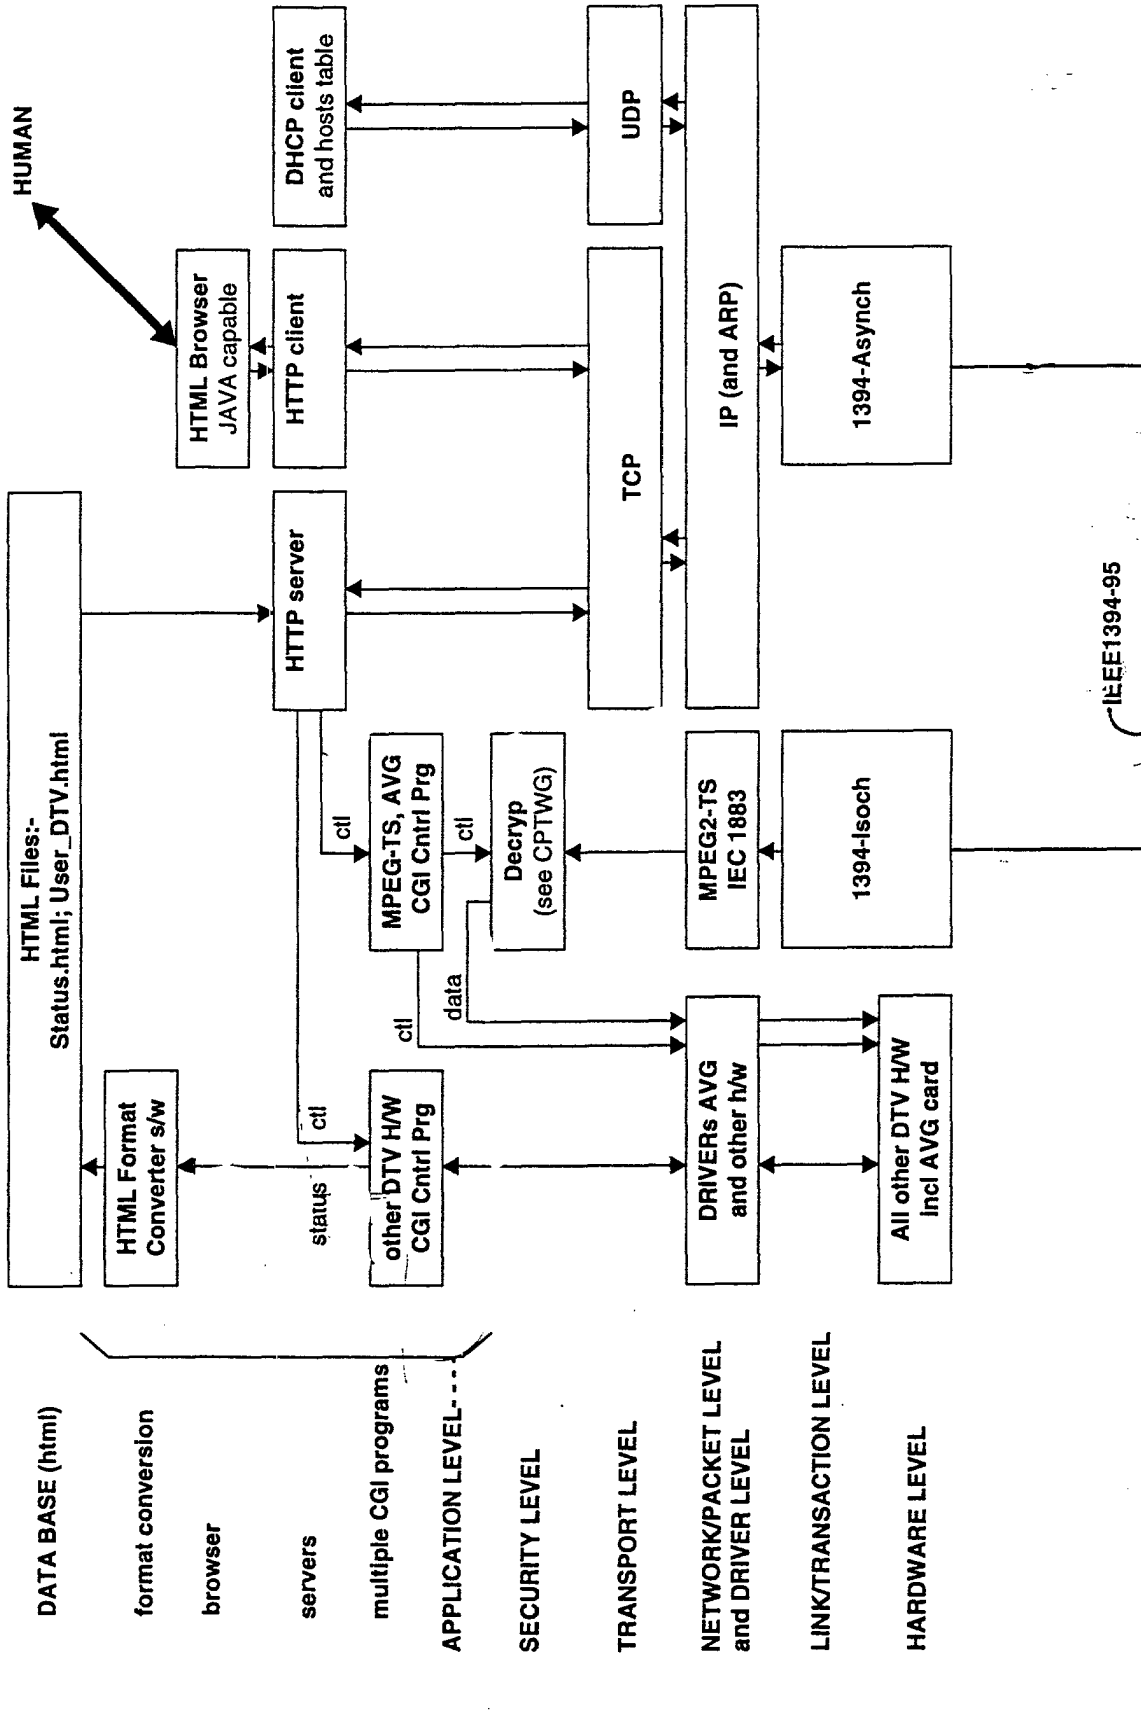 HUMAN
HTML Files:-
Status.html; User_DTV.html
DATA BASE (html)
HTML Format
Converter s/w
format conversion
HTML Browser
JAVA capable
browser
status
ctl
HTTP server
HTTP client
DHCP client
and hosts table
servers
ctl
other DTV H/W
CGI Cntrl Prg
MPEG-TS, AVG
CGI Cntrl Prg
multiple CGI programs
ctl
data
ctl
APPLICATION LEVEL----
Decryp
(see CPTWG)
SECURITY LEVEL
TCP
UDP
TRANSPORT LEVEL
DRIVERs AVG
and other h/w
MPEG2-TS
IEC 1883
IP (and ARP)
NETWORK/PACKET LEVEL
and DRIVER LEVEL
1394-Isoch
1394-Asynch
LINK/TRANSACTION LEVEL
All other DTV H/W
incl AVG card
HARDWARE LEVEL
IEEE1394-95